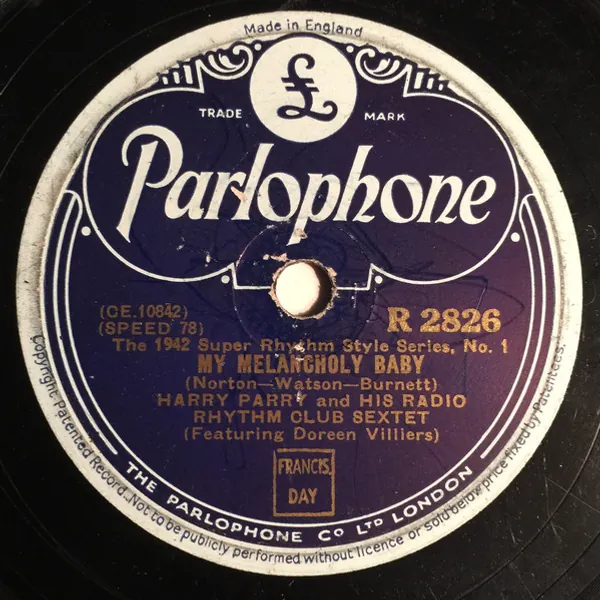 Made in England
£
TRADE MARK
Parlophone
(CE.10842)
(SPEED 78)
R 2826
The 1942 Super Rhythm Style Series, No. 1
MY MELANCHOLY BABY
(Norton—Watson—Burnett)
HARRY PARRY and HIS RADIO
RHYTHM CLUB SEXTET
(Featuring Doreen Villiers)
FRANCIS,
DAY
THE PARLOPHONE CO LTD LONDON
Copyright. Patented Record. Not to be publicly performed without licence or sold below price fixed by Patentees.